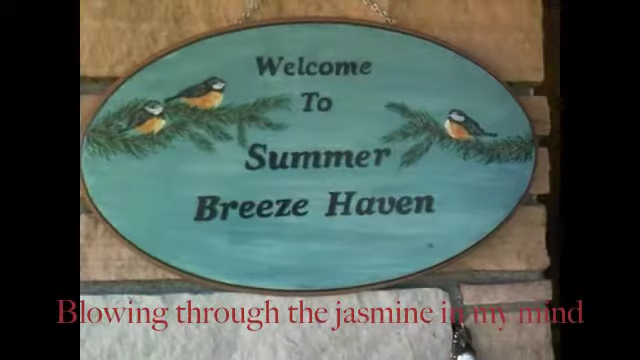 Welcome
To
Summer
Breeze Haven
Blowing through the jasmine in my mind